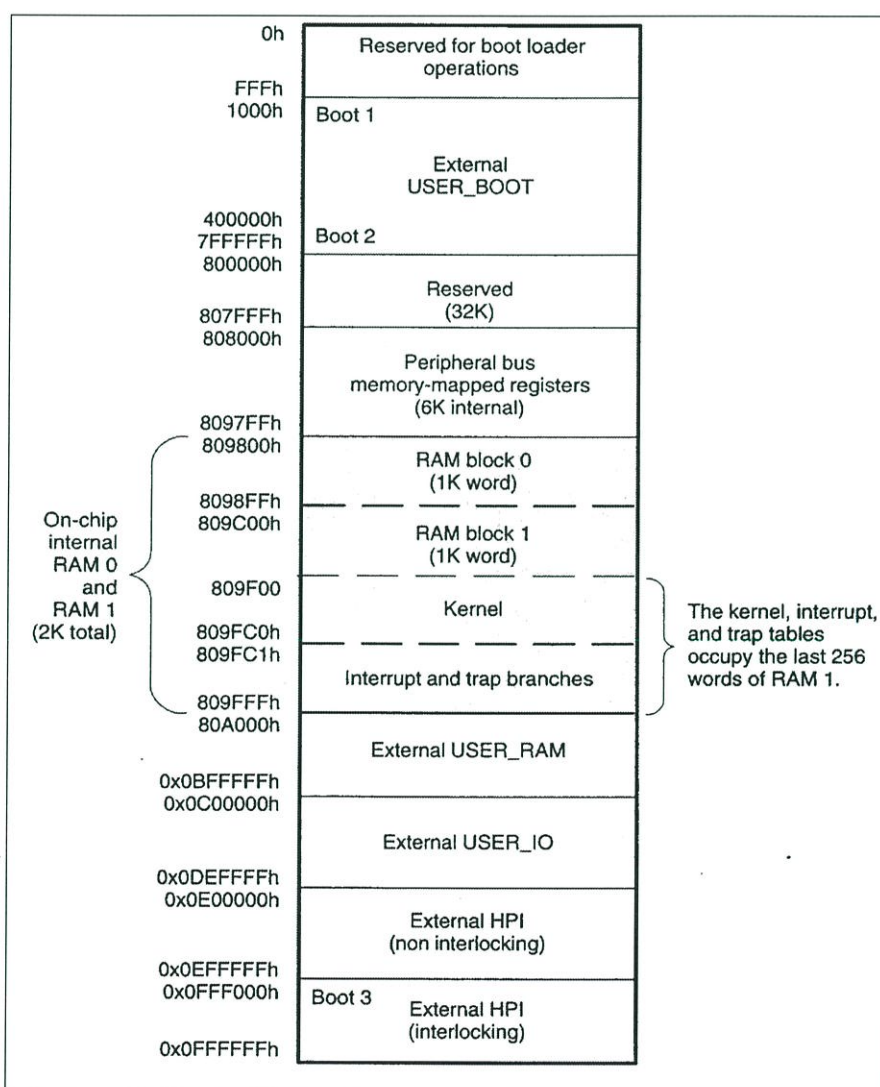 0h
Reserved for boot loader
operations
FFFh
1000h
Boot 1
External
USER_BOOT
400000h
7FFFFFh
Boot 2
800000h
Reserved
(32K)
807FFFh
808000h
Peripheral bus
memory-mapped registers
(6K internal)
8097FFh
809800h
RAM block 0
(1K word)
8098FFh
809C00h
RAM block 1
(1K word)
On-chip
internal
RAM 0
and
RAM 1
(2K total)
809F00
Kernel
809FC0h
809FC1h
The kernel, interrupt,
and trap tables
occupy the last 256
words of RAM 1.
Interrupt and trap branches
809FFFh
80A000h
External USER_RAM
0x0BFFFFFh
0x0C00000h
External USER_IO
0x0DEFFFFh
0x0E00000h
External HPI
(non interlocking)
0x0EFFFFFh
0x0FFF000h
Boot 3
External HPI
(interlocking)
0x0FFFFFFh